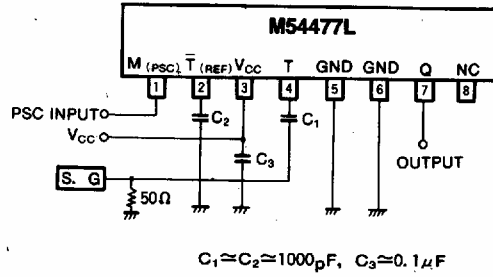 M54477L
M (PSC) T̅ (REF) VCC T GND GND Q NC
1 2 3 4 5 6 7 8
PSC INPUT
C2
C1
VCC
C3
OUTPUT
S. G
50Ω
C1≃C2≃1000pF, C3≃0.1μF